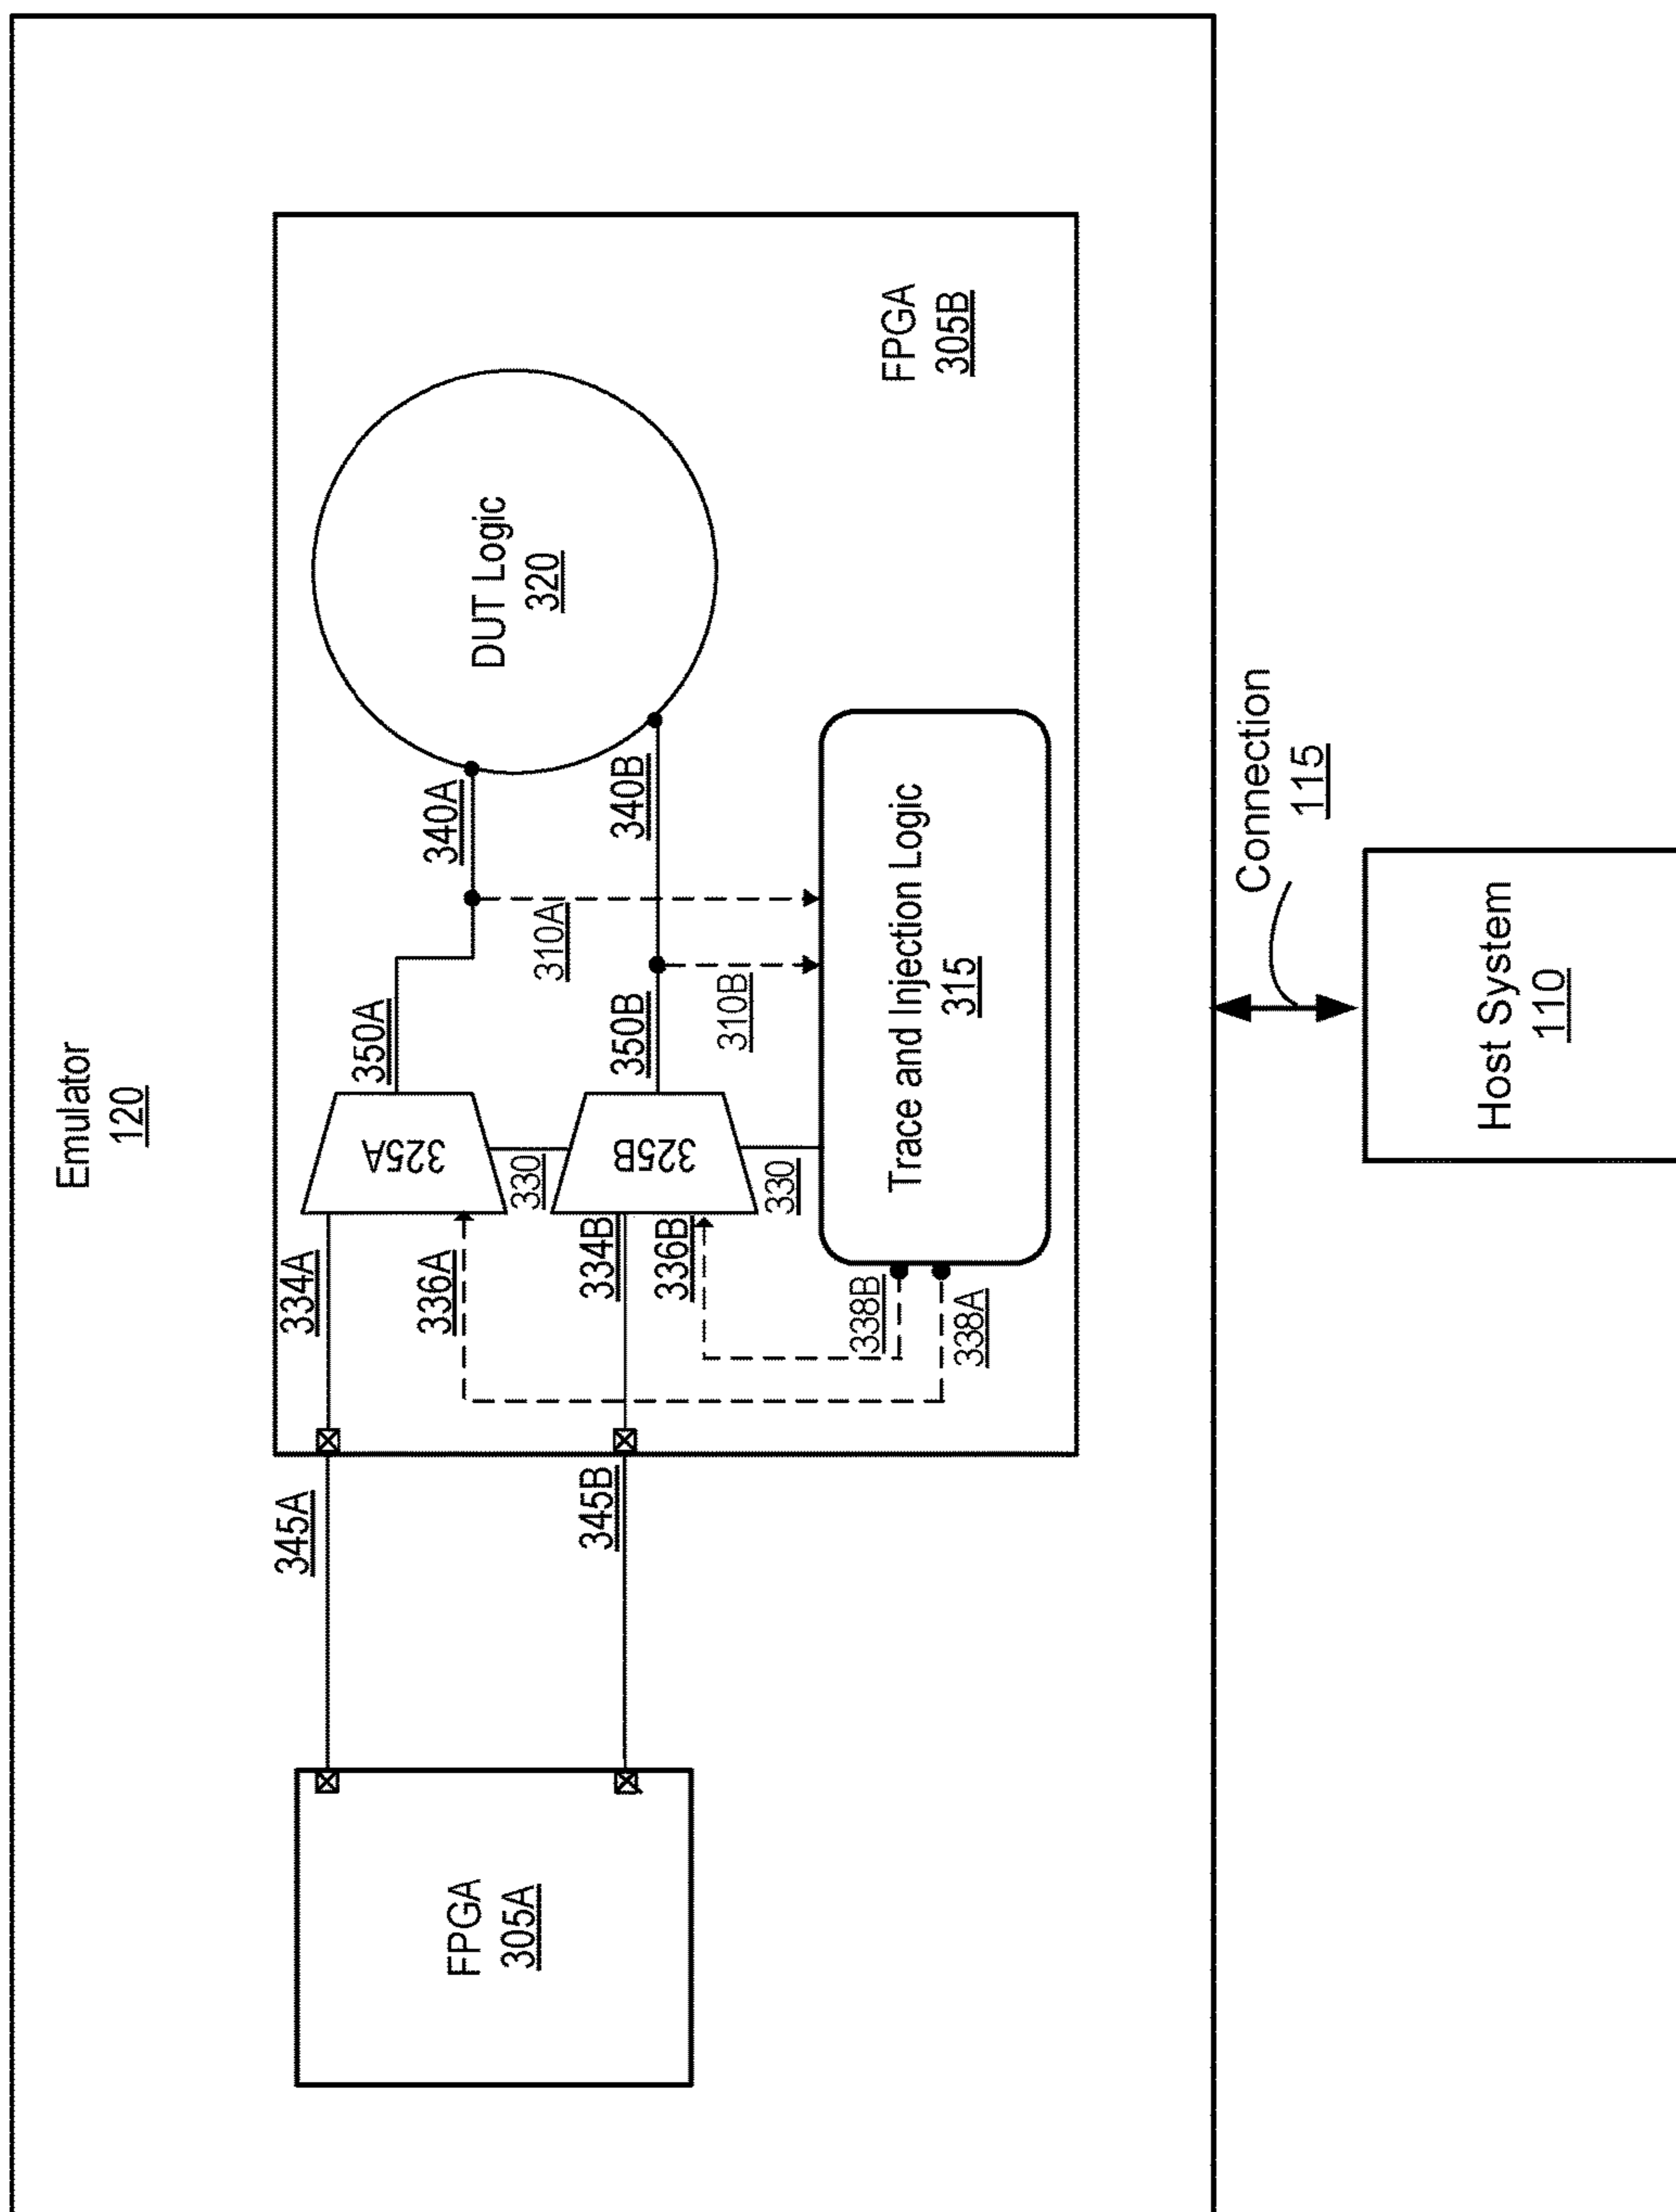 Emulator
120
FPGA
305A
345A
345B
334A
336A
334B
336B
338B
338A
325A
325B
330
330
350A
350B
310A
310B
340A
340B
DUT Logic
320
Trace and Injection Logic
315
FPGA
305B
Connection
115
Host System
110